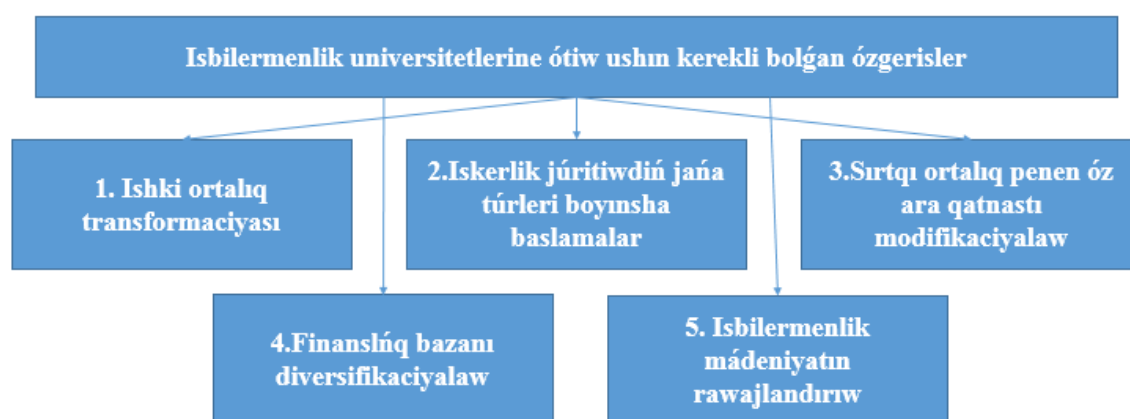 Isbilermenlik universitetlerine ótiw ushın kerekli bolǵan ózgerisler
1. Ishki ortalıq
transformaciyası
2.Iskerlik júritiwdiń jańa
túrleri boyınsha
baslamalar
3.Sırtqı ortalıq penen óz
ara qatnastı
modifikaciyalaw
4.Finanslńq bazanı
diversifikaciyalaw
5. Isbilermenlik
mádeniyatın
rawajlandırıw